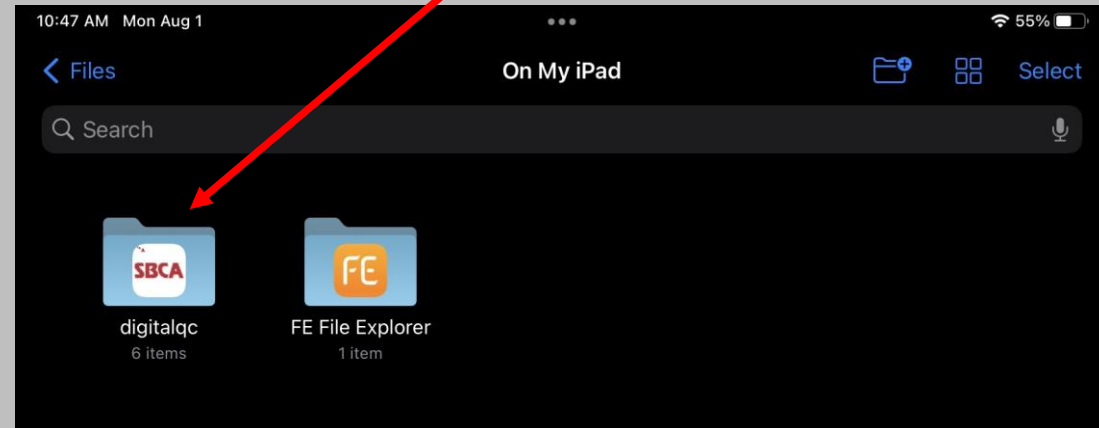 10:47 AM Mon Aug 1 55%
Files On My iPad Select
Search
SBCA FE
digitalqc FE File Explorer
6 items 1 item